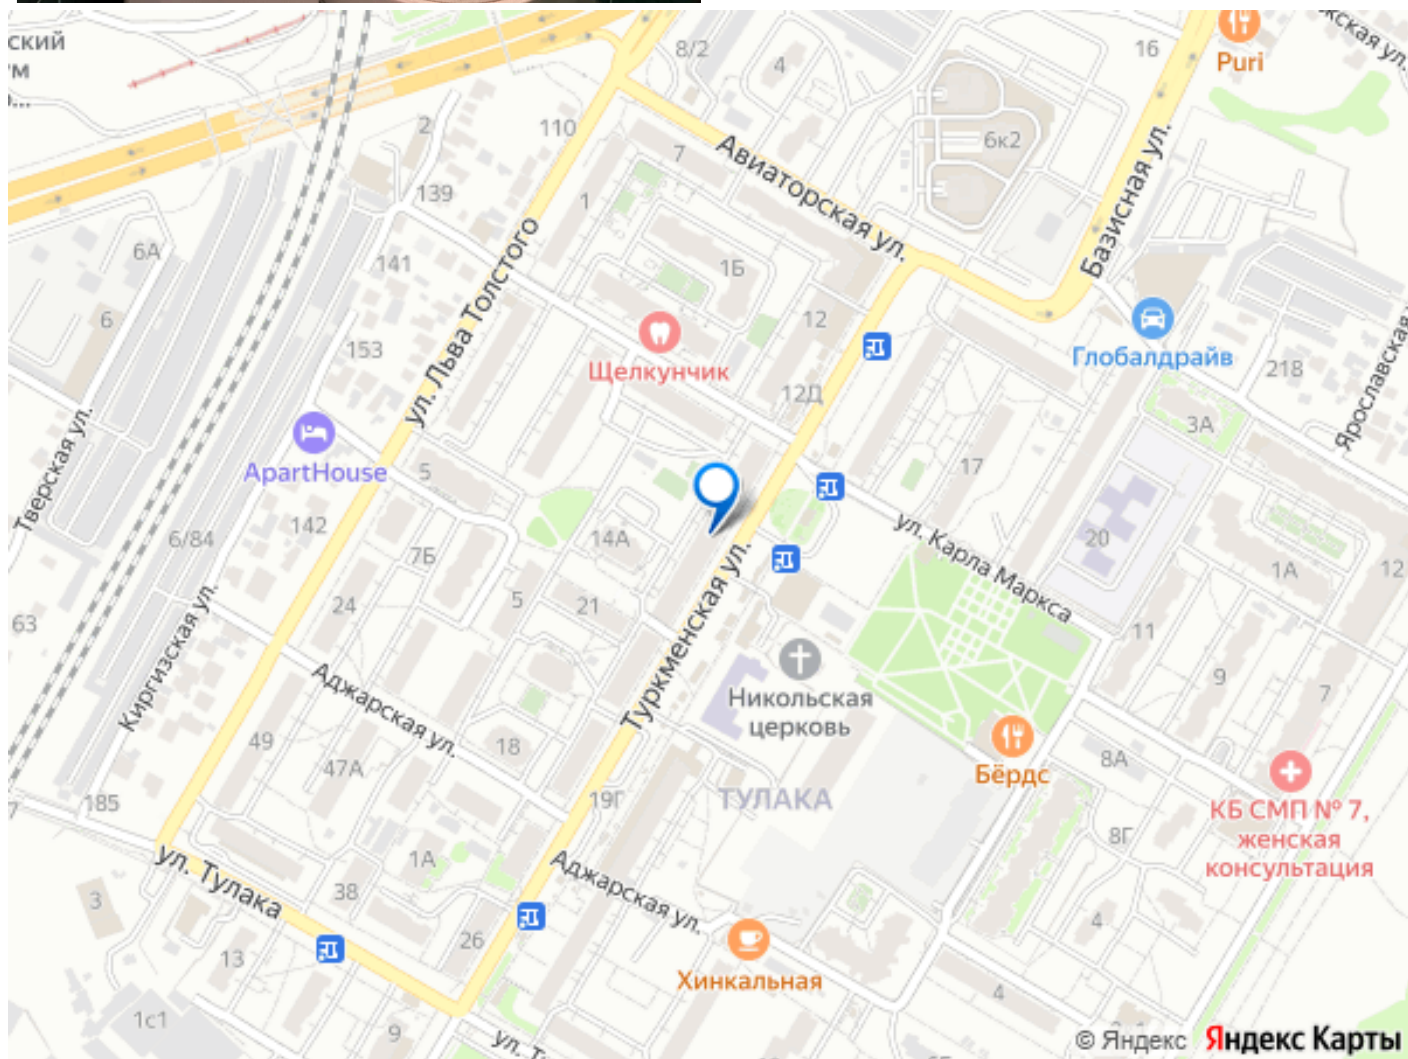 ский
ум
о...
8/2
4
16
Puri
жская ул.
2
110
7
Авиаторская ул.
6к2
Базисная ул.
139
1
6А
141
1Б
ул. Льва Толстого
12
6
153
Щелкунчик
Глобалдрайв
218
Ярославская
12Д
3А
Тверская ул.
ApartHouse
5
17
142
6/84
14А
7Б
ул. Карла Маркса
20
1А
12
63
24
5
21
11
Киргизская ул.
Туркменская ул.
9
7
Аджарская ул.
Никольская
церковь
49
18
47А
Бёрдс
8А
185
19Г
ТУЛАКА
КБ СМП № 7,
женская
консультация
8Г
1А
ул. Тулака
38
Аджарская ул.
3
26
4
13
Хинкальная
4
1с1
9
ул. Т
© Яндекс Яндекс Карты